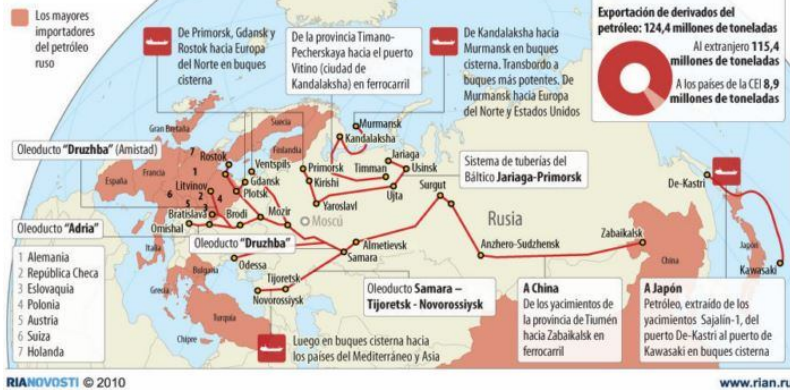 Los mayores
importadores
del petróleo
ruso
De Primorsk, Gdansk y
Rostok hacia Europa
del Norte en buques
cisterna
De la provincia Timano-
Pecherskaya hacia el puerto
Vitino (ciudad de
Kandalaksha) en ferrocarril
De Kandalaksha hacia
Murmansk en buques
cisterna. Transbordo a
buques más potentes. De
Murmansk hacia Europa
del Norte y Estados Unidos
Exportación de derivados del
petróleo: 124,4 millones de toneladas
Al extranjero 115,4
millones de toneladas
A los países de la CEI 8,9
millones de toneladas
Gran Bretaña
Suecia
Finlandia
Murmansk
Kandalaksha
Oleoducto "Druzhba" (Amistad)
7
Rostok
Ventspils
Primorsk
Jariaga
Timman
Usinsk
Sistema de tuberías del
Báltico Jariaga-Primorsk
De-Kastri
España
Francia
1
Litvinov
Gdansk
Plotsk
Kirishi
Ujta
Surgut
6
2
4
5
3
Yaroslavl
Rusia
Bratislava
Brodi
Mozir
Moscú
Zabaikalsk
Oleoducto "Adria"
Omishal
Oleoducto "Druzhba"
Almetievsk
Samara
Anzhero-Sudzhensk
Japón
China
Kawasaki
Italia
Bulgaria
Odessa
Tijoretsk
Novorossiysk
Grecia
Turquía
Chipre
1 Alemania
2 República Checa
3 Eslovaquia
4 Polonia
5 Austria
6 Suiza
7 Holanda
Oleoducto Samara –
Tijoretsk - Novorossiysk
Luego en buques cisterna hacia
los países del Mediterráneo y Asia
A China
De los yacimientos de
la provincia de Tiumén
hacia Zabaikalsk en
ferrocarril
A Japón
Petróleo, extraído de los
yacimientos Sajalín-1, del
puerto De-Kastri al puerto de
Kawasaki en buques cisterna
RIANOVOSTI © 2010
www.rian.ru